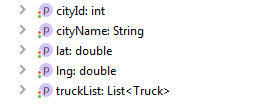 cityId: int
cityName: String
lat: double
lng: double
truckList: List<Truck>